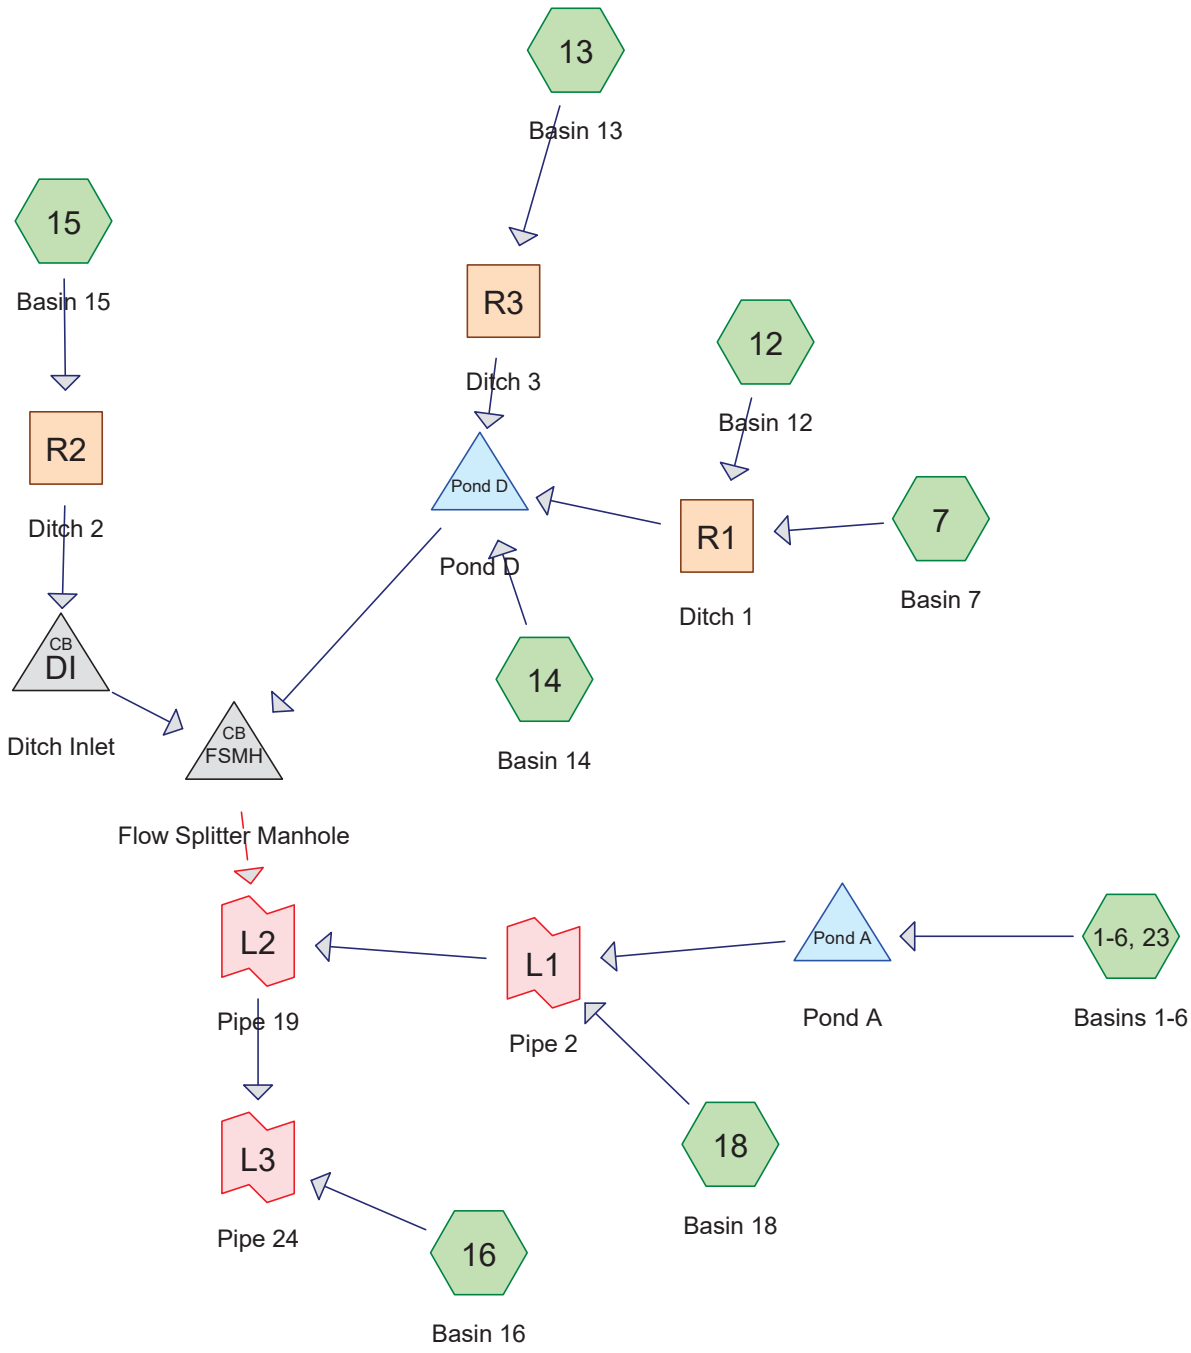 13
Basin 13
15
Basin 15
R3
Ditch 3
12
Basin 12
R2
Ditch 2
Pond D
Pond D
R1
Ditch 1
7
Basin 7
CB
DI
Ditch Inlet
14
Basin 14
CB
FSMH
Flow Splitter Manhole
L2
Pipe 19
L1
Pipe 2
Pond A
Pond A
1-6, 23
Basins 1-6
L3
Pipe 24
18
Basin 18
16
Basin 16